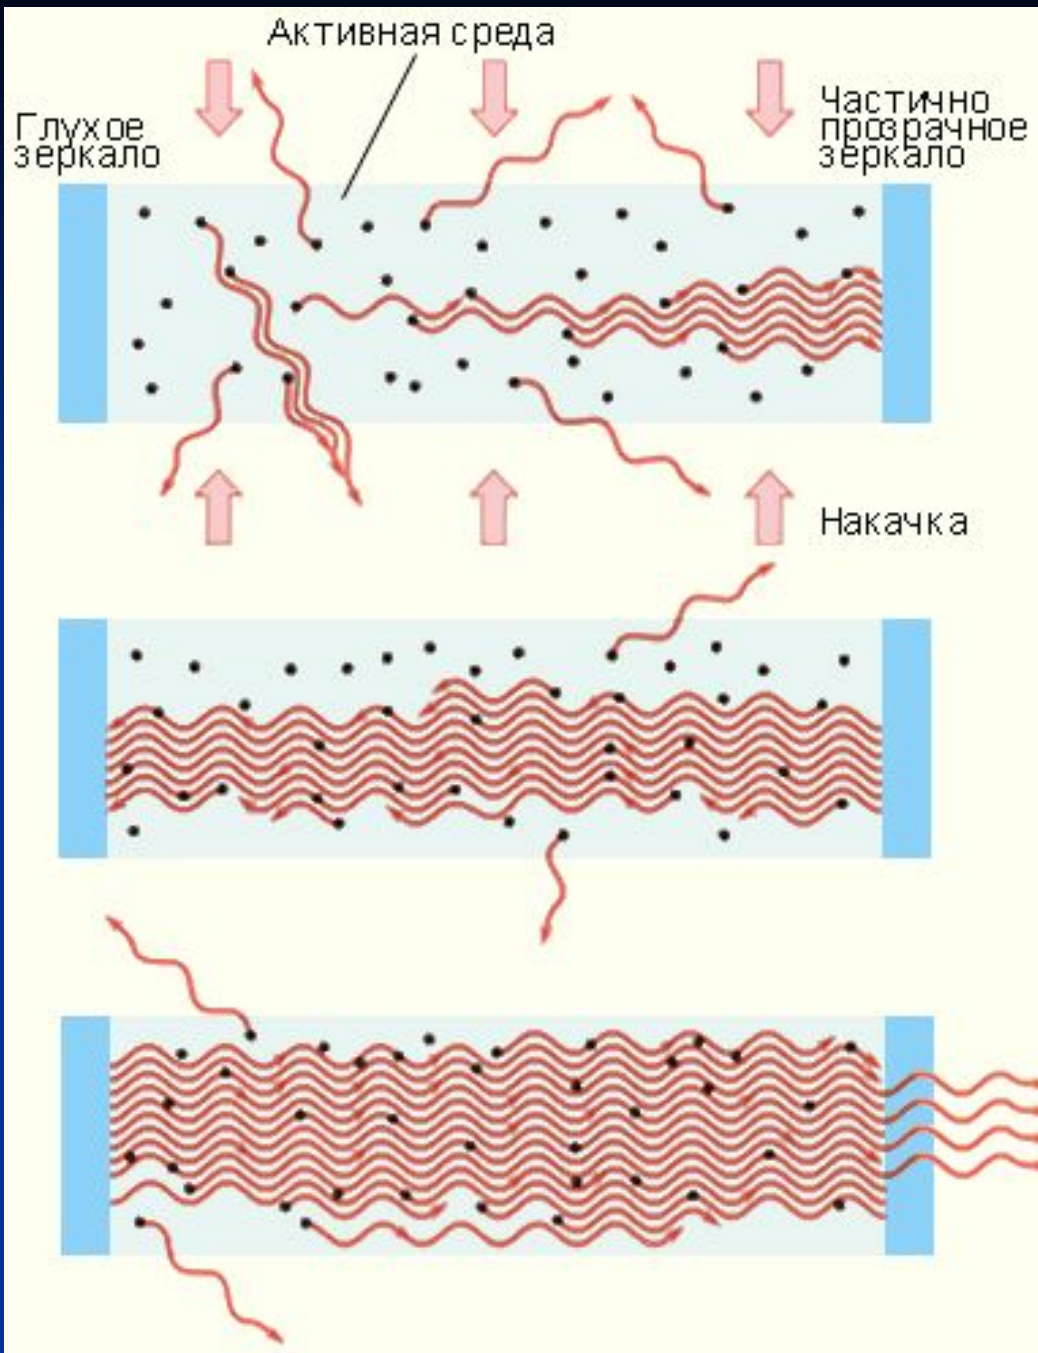 Активная среда
Глухое
зеркало
Частично
прозрачное
зеркало
Накачка